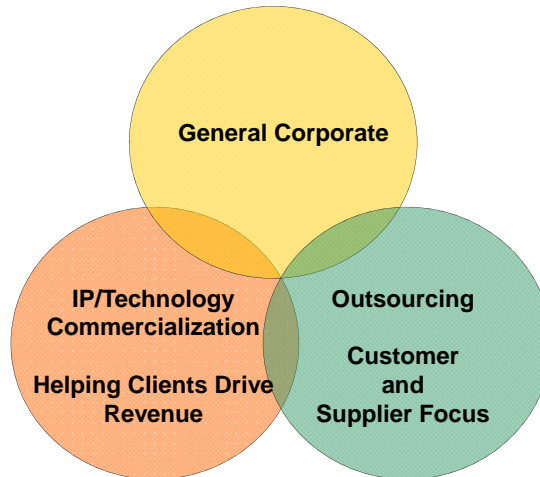 General Corporate
IP/Technology
Commercialization
Helping Clients Drive
Revenue
Outsourcing
Customer
and
Supplier Focus